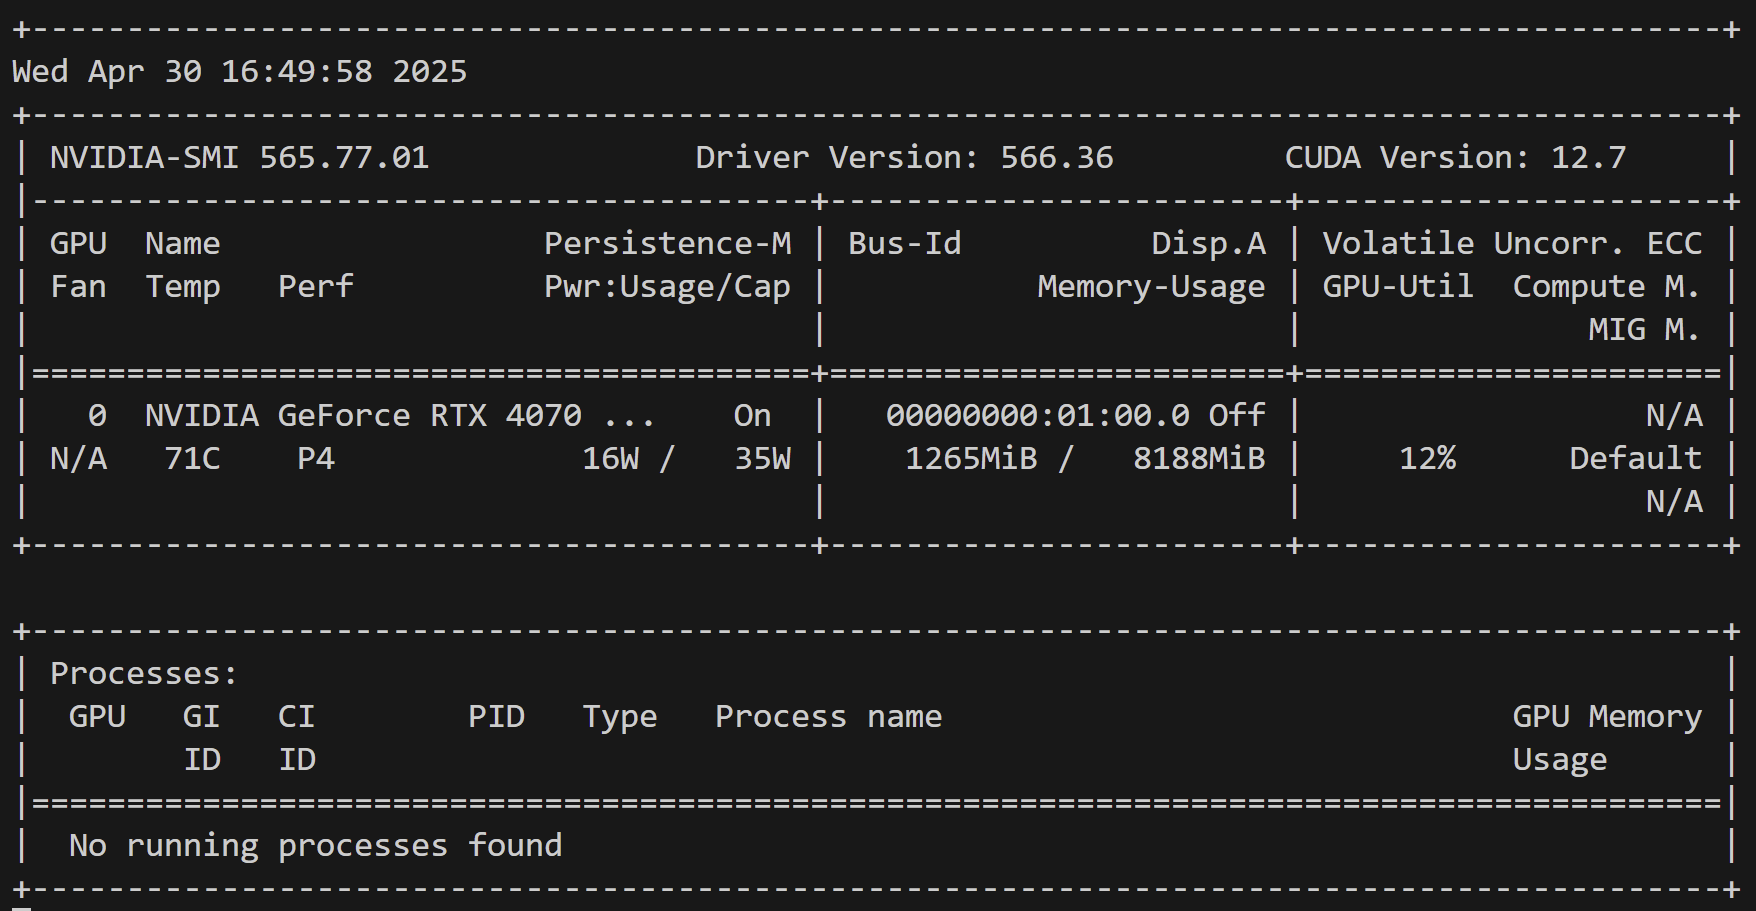 +-----------------------------------------------------------------------------------------+
Wed Apr 30 16:49:58 2025
+-----------------------------------------------------------------------------------------+
| NVIDIA-SMI 565.77.01              Driver Version: 566.36         CUDA Version: 12.7     |
|-----------------------------------------+------------------------+----------------------+
| GPU  Name                 Persistence-M | Bus-Id          Disp.A | Volatile Uncorr. ECC |
| Fan  Temp   Perf          Pwr:Usage/Cap |           Memory-Usage | GPU-Util  Compute M. |
|                                         |                        |               MIG M. |
|=========================================+========================+======================|
|   0  NVIDIA GeForce RTX 4070 ...    On  |   00000000:01:00.0 Off |                  N/A |
| N/A   71C    P4             16W /   35W |    1265MiB /   8188MiB |     12%      Default |
|                                         |                        |                  N/A |
+-----------------------------------------+------------------------+----------------------+
+-----------------------------------------------------------------------------------------+
| Processes:                                                                              |
|  GPU   GI   CI        PID   Type   Process name                              GPU Memory |
|        ID   ID                                                               Usage      |
|=========================================================================================|
|  No running processes found                                                             |
+-----------------------------------------------------------------------------------------+